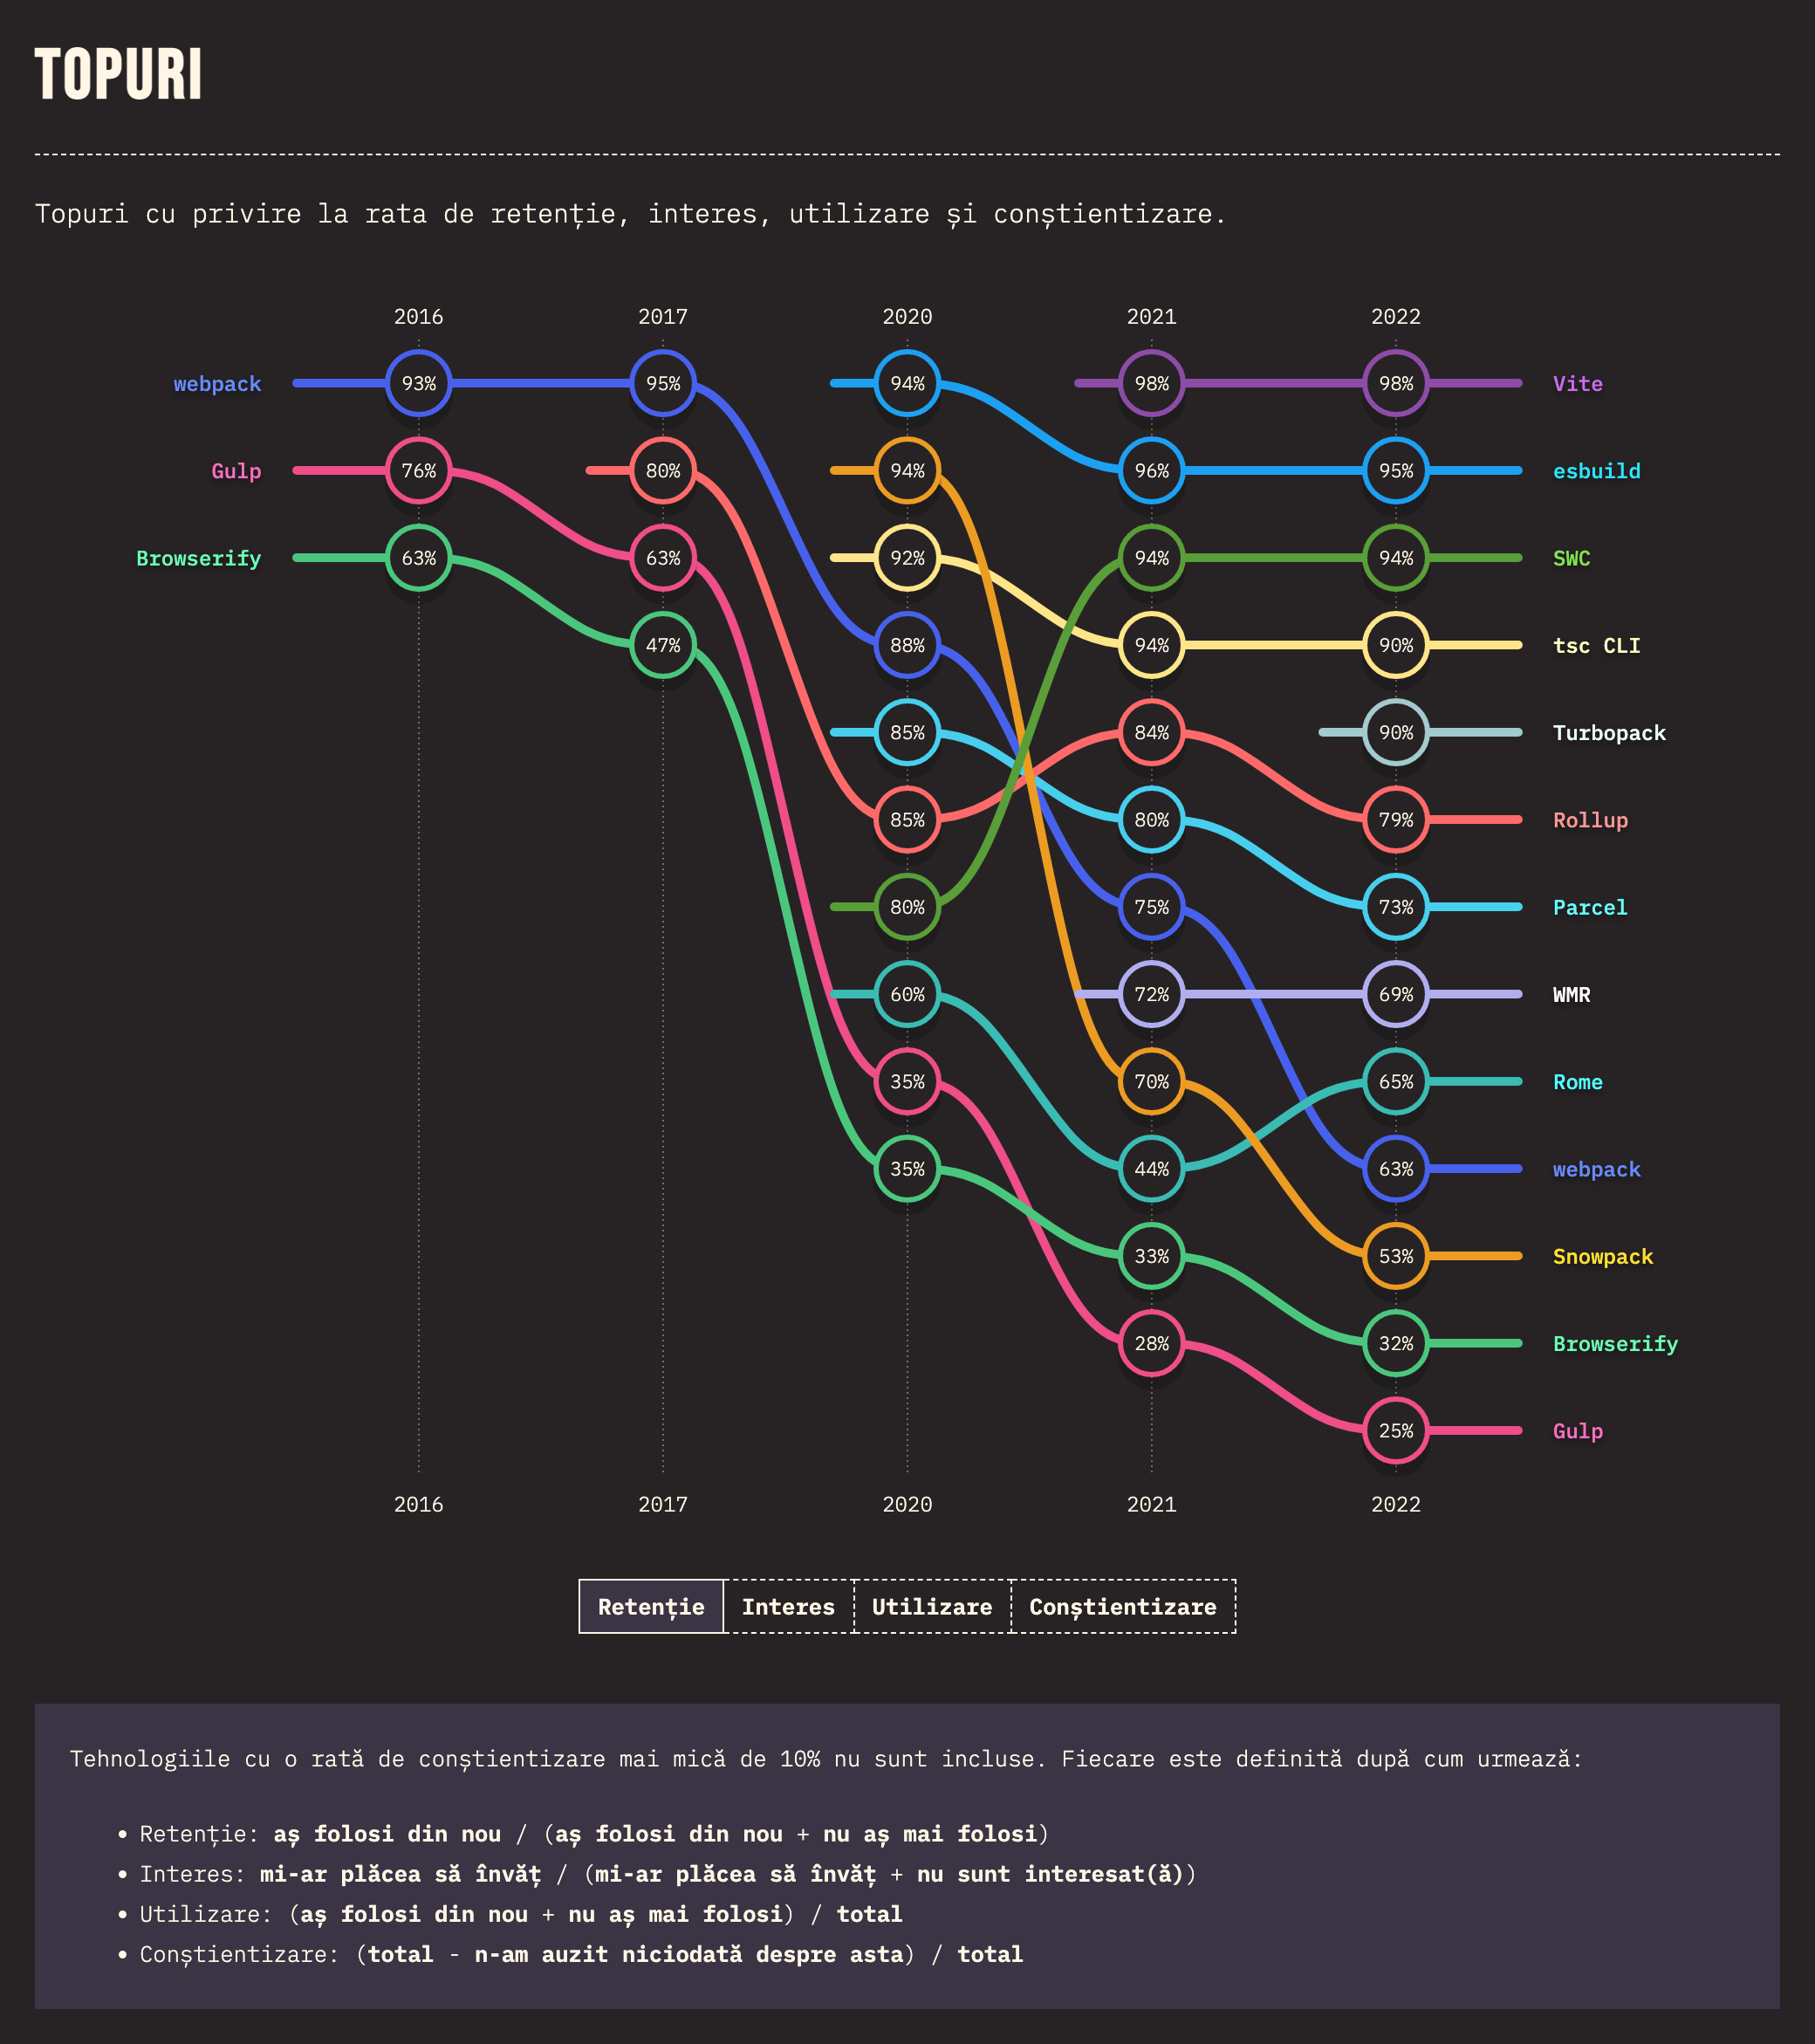 TOPURI
Topuri cu privire la rata de retenție, interes, utilizare și conștientizare.
2016 2017 2020 2021 2022
webpack 93% 95% 94% 98% 98% Vite
Gulp 76% 80% 94% 96% 95% esbuild
Browserify 63% 63% 92% 94% 94% SWC
47% 88% 94% 90% tsc CLI
85% 84% 90% Turbopack
85% 80% 79% Rollup
80% 75% 73% Parcel
60% 72% 69% WMR
35% 70% 65% Rome
35% 44% 63% webpack
33% 53% Snowpack
28% 32% Browserify
25% Gulp
2016 2017 2020 2021 2022
Retenție Interes Utilizare Conștientizare
Tehnologiile cu o rată de conștientizare mai mică de 10% nu sunt incluse. Fiecare este definită după cum urmează:
• Retenție: aș folosi din nou / (aș folosi din nou + nu aș mai folosi)
• Interes: mi-ar plăcea să învăț / (mi-ar plăcea să învăț + nu sunt interesat(ă))
• Utilizare: (aș folosi din nou + nu aș mai folosi) / total
• Conștientizare: (total - n-am auzit niciodată despre asta) / total